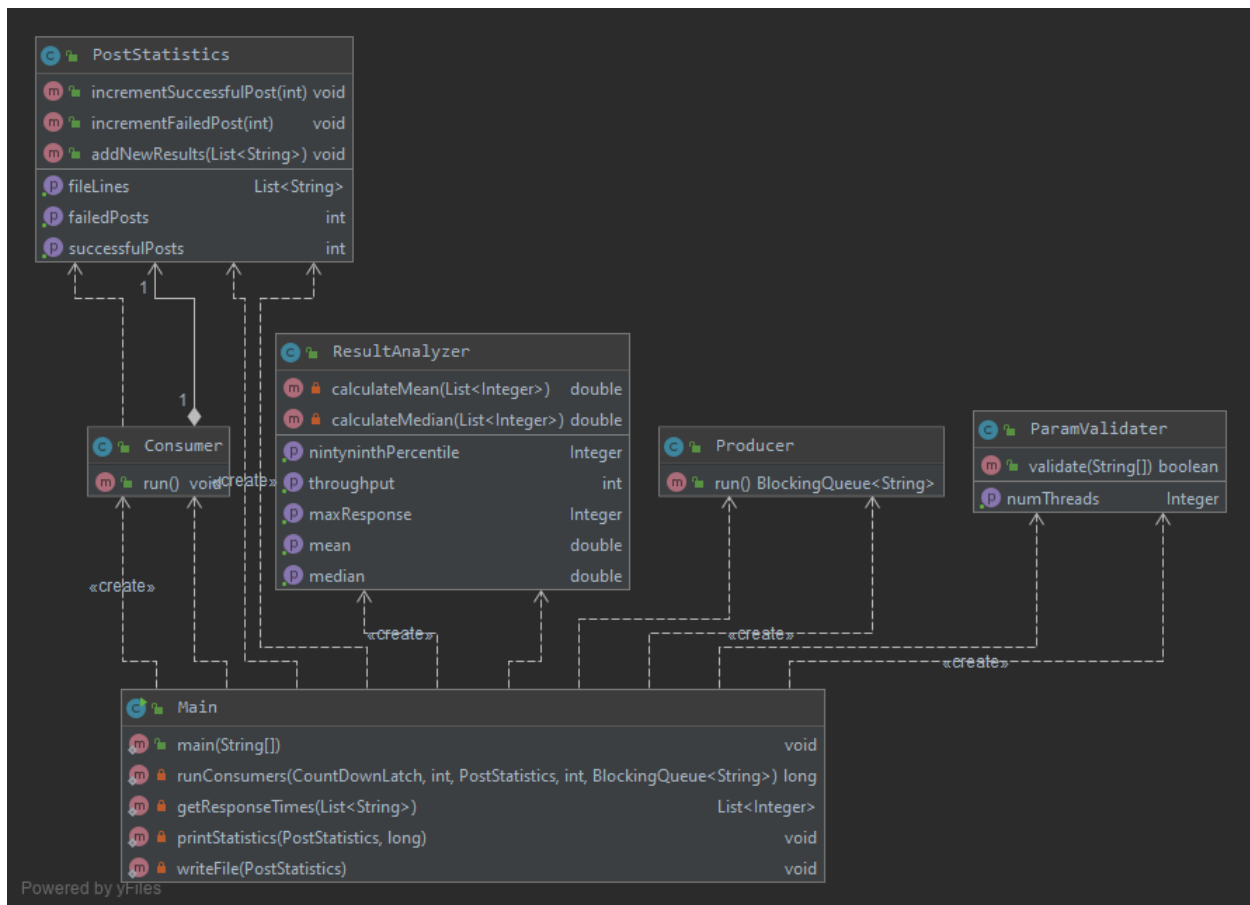 PostStatistics
incrementSuccessfulPost(int) void
incrementFailedPost(int) void
addNewResults(List<String>) void
fileLines List<String>
failedPosts int
successfulPosts int
1
1
ResultAnalyzer
calculateMean(List<Integer>) double
calculateMedian(List<Integer>) double
nintyninthPercentile Integer
throughput int
maxResponse Integer
mean double
median double
Consumer
run() void
«create»
Producer
run() BlockingQueue<String>
ParamValidater
validate(String[]) boolean
numThreads Integer
«create»
«create»
«create»
«create»
Main
main(String[]) void
runConsumers(CountDownLatch, int, PostStatistics, int, BlockingQueue<String>) long
getResponseTimes(List<String>) List<Integer>
printStatistics(PostStatistics, long) void
writeFile(PostStatistics) void
Powered by yFiles